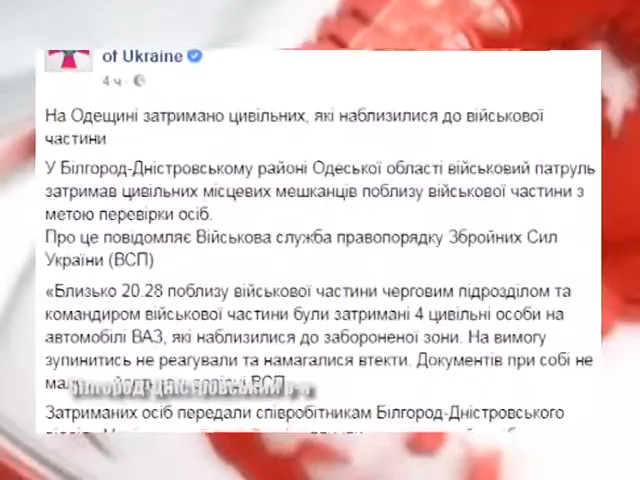 of Ukraine
4 ч
На Одещині затримано цивільних, які наблизилися до військової
частини
У Білгород-Дністровському районі Одеської області військовий патруль
затримав цивільних місцевих мешканців поблизу військової частини з
метою перевірки осіб.
Про це повідомляє Військова служба правопорядку Збройних Сил
України (ВСП)
«Близько 20.28 поблизу військової частини черговим підрозділом та
командиром військової частини були затримані 4 цивільні особи на
автомобілі ВАЗ, які наблизилися до забороненої зони. На вимогу
зупинитись не реагували та намагалися втекти. Документів при собі не
ВСП
Затриманих осіб передали співробітникам Білгород-Дністровського